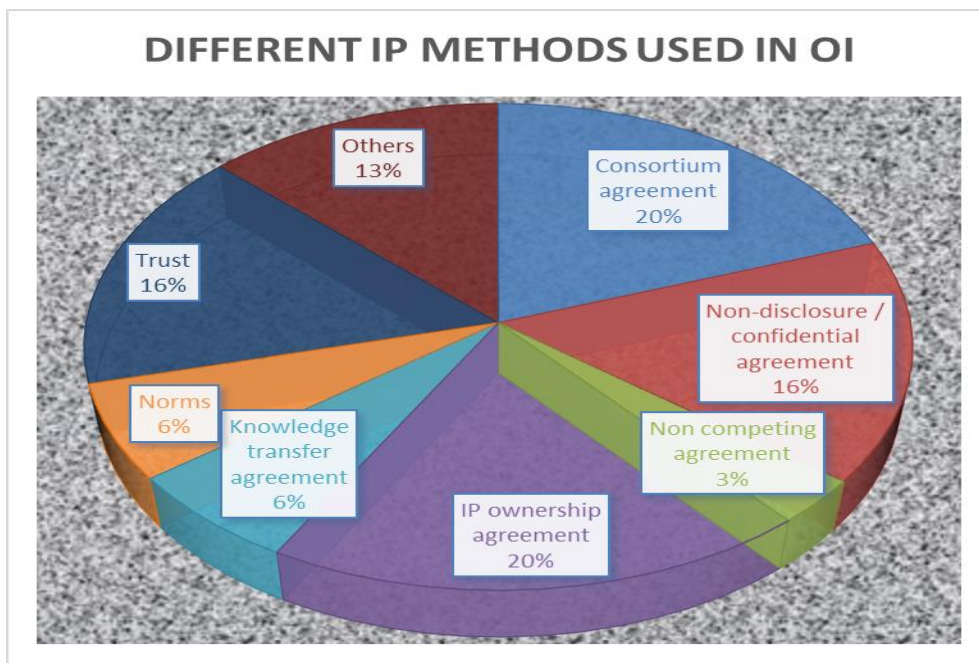 DIFFERENT IP METHODS USED IN OI
Others
13%
Consortium
agreement
20%
Trust
16%
Non-disclosure /
confidential
agreement
16%
Norms
6%
Knowledge
transfer
agreement
6%
Non competing
agreement
3%
IP ownership
agreement
20%